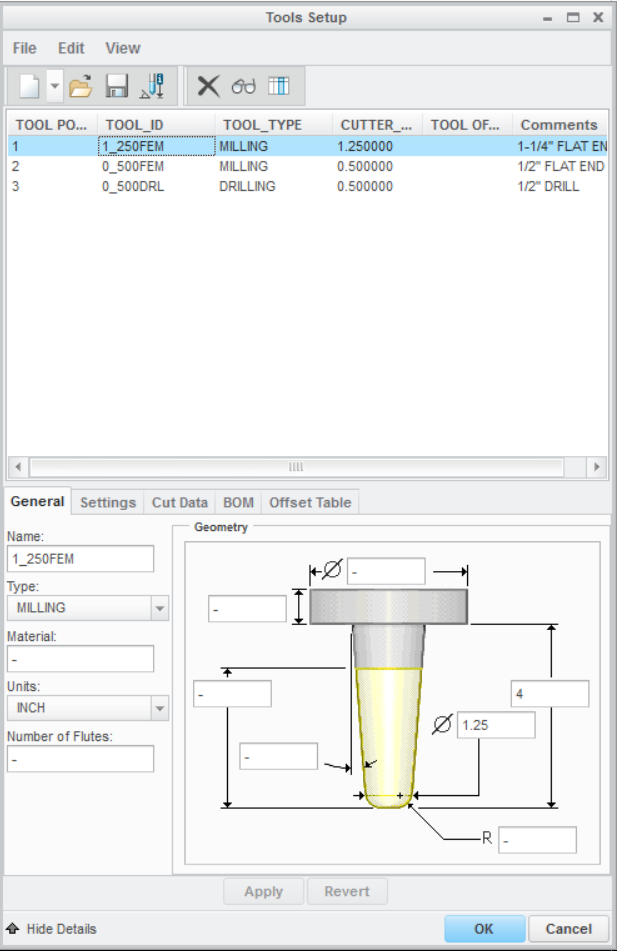 Tools Setup
File Edit View
TOOL PO... TOOL_ID TOOL_TYPE CUTTER_... TOOL OF... Comments
1 1_250FEM MILLING 1.250000 1-1/4" FLAT EN
2 0_500FEM MILLING 0.500000 1/2" FLAT END
3 0_500DRL DRILLING 0.500000 1/2" DRILL
General Settings Cut Data BOM Offset Table
Name:
1_250FEM
Type:
MILLING
Material:
-
Units:
INCH
Number of Flutes:
-
Geometry
Ø -
-
- 4
Ø 1.25
-
R -
Apply Revert
Hide Details OK Cancel